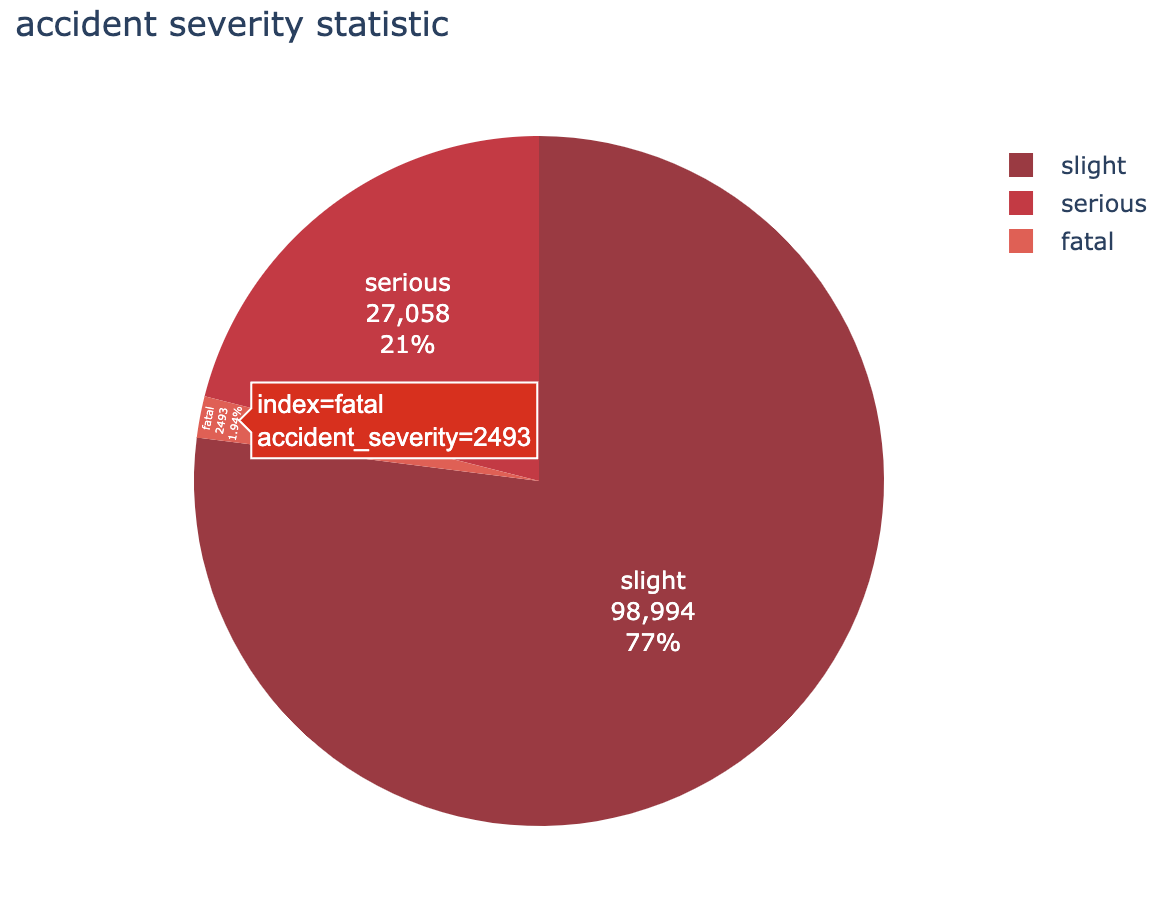 accident severity statistic
slight
serious
fatal
serious
27,058
21%
fatal
2493
1.94%
index=fatal
accident_severity=2493
slight
98,994
77%